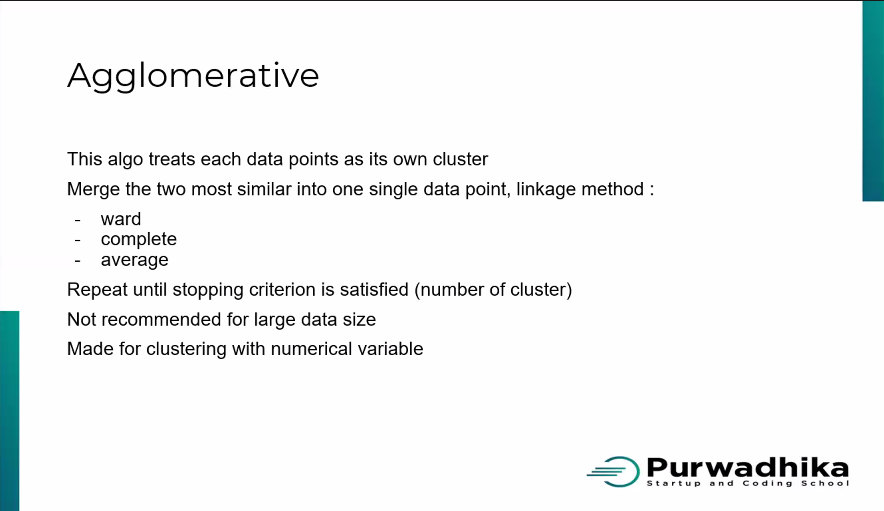 Agglomerative
This algo treats each data points as its own cluster
Merge the two most similar into one single data point, linkage method :
- ward
- complete
- average
Repeat until stopping criterion is satisfied (number of cluster)
Not recommended for large data size
Made for clustering with numerical variable
Purwadhika
Startup and Coding School